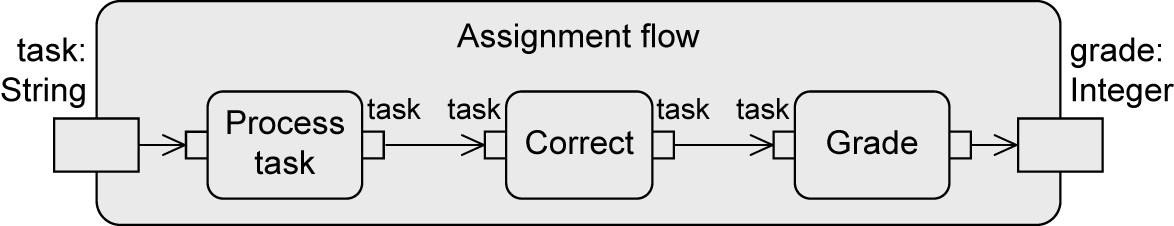 Assignment flow
task:
String
grade:
Integer
Process
task
task
task
Correct
task
task
Grade